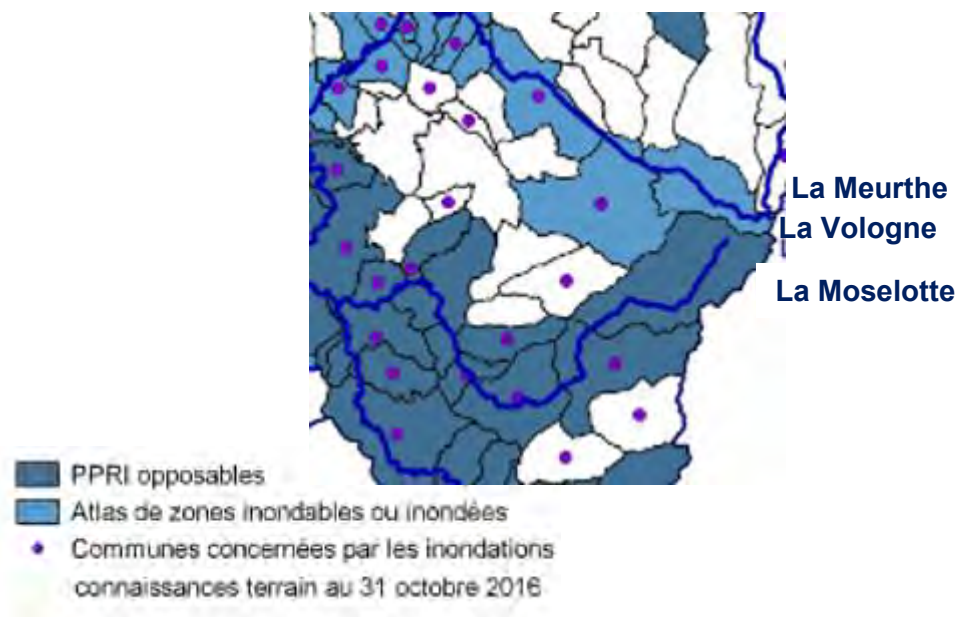 La Meurthe
La Vologne
La Moselotte
PPRI opposables
Atlas de zones inondables ou inondées
Communes concernées par les inondations
connaissances terrain au 31 octobre 2016